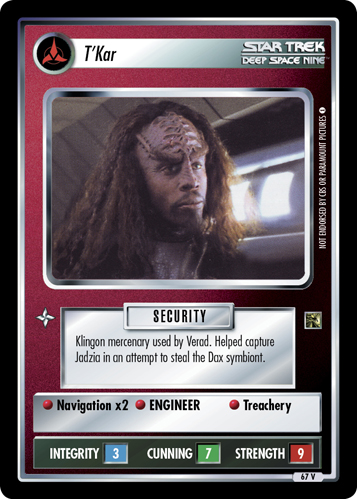 T'Kar
STAR TREK
DEEP SPACE NINE™
NOT ENDORSED BY CBS OR PARAMOUNT PICTURES
SECURITY
Klingon mercenary used by Verad. Helped capture
Jadzia in an attempt to steal the Dax symbiont.
Navigation x2 ENGINEER Treachery
INTEGRITY 3 CUNNING 7 STRENGTH 9
67 V